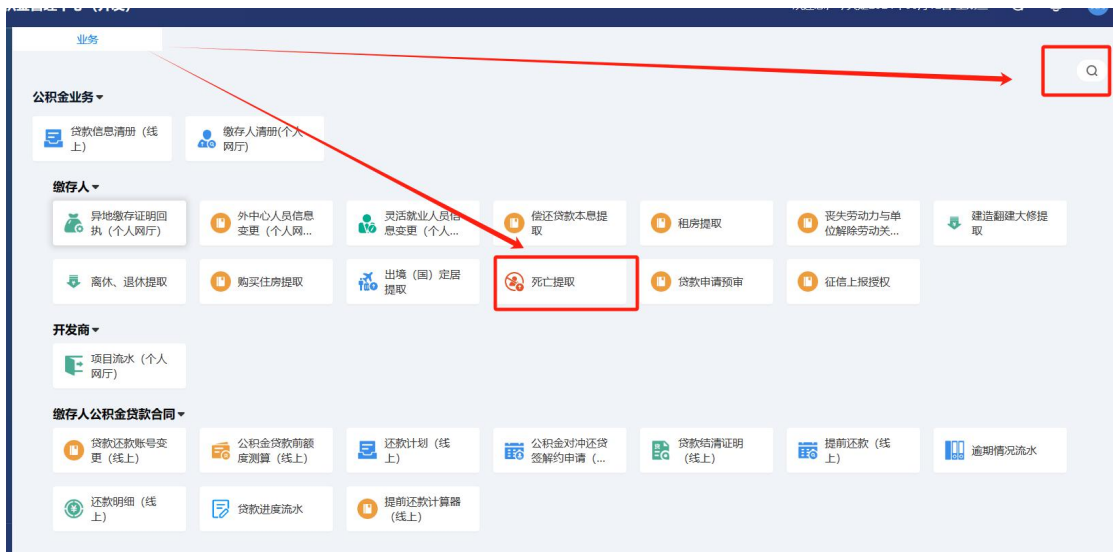 业务
公积金业务
贷款信息清册（线
上）
缴存人清册(个人
网厅)
缴存人
异地缴存证明回
执（个人网厅）
外中心人员信息
变更（个人网...
灵活就业人员信
息变更（个人...
偿还贷款本息提
取
租房提取
丧失劳动力与单
位解除劳动关...
建造翻建大修提
取
离休、退休提取
购买住房提取
出境（国）定居
提取
死亡提取
贷款申请预审
征信上报授权
开发商
项目流水（个人
网厅）
缴存人公积金贷款合同
贷款还款账号变
更（线上）
公积金贷款前额
度测算（线上）
还款计划（线
上）
公积金对冲还贷
签解约申请（...
贷款结清证明
（线上）
提前还款（线
上）
逾期情况流水
还款明细（线
上）
贷款进度流水
提前还款计算器
（线上）